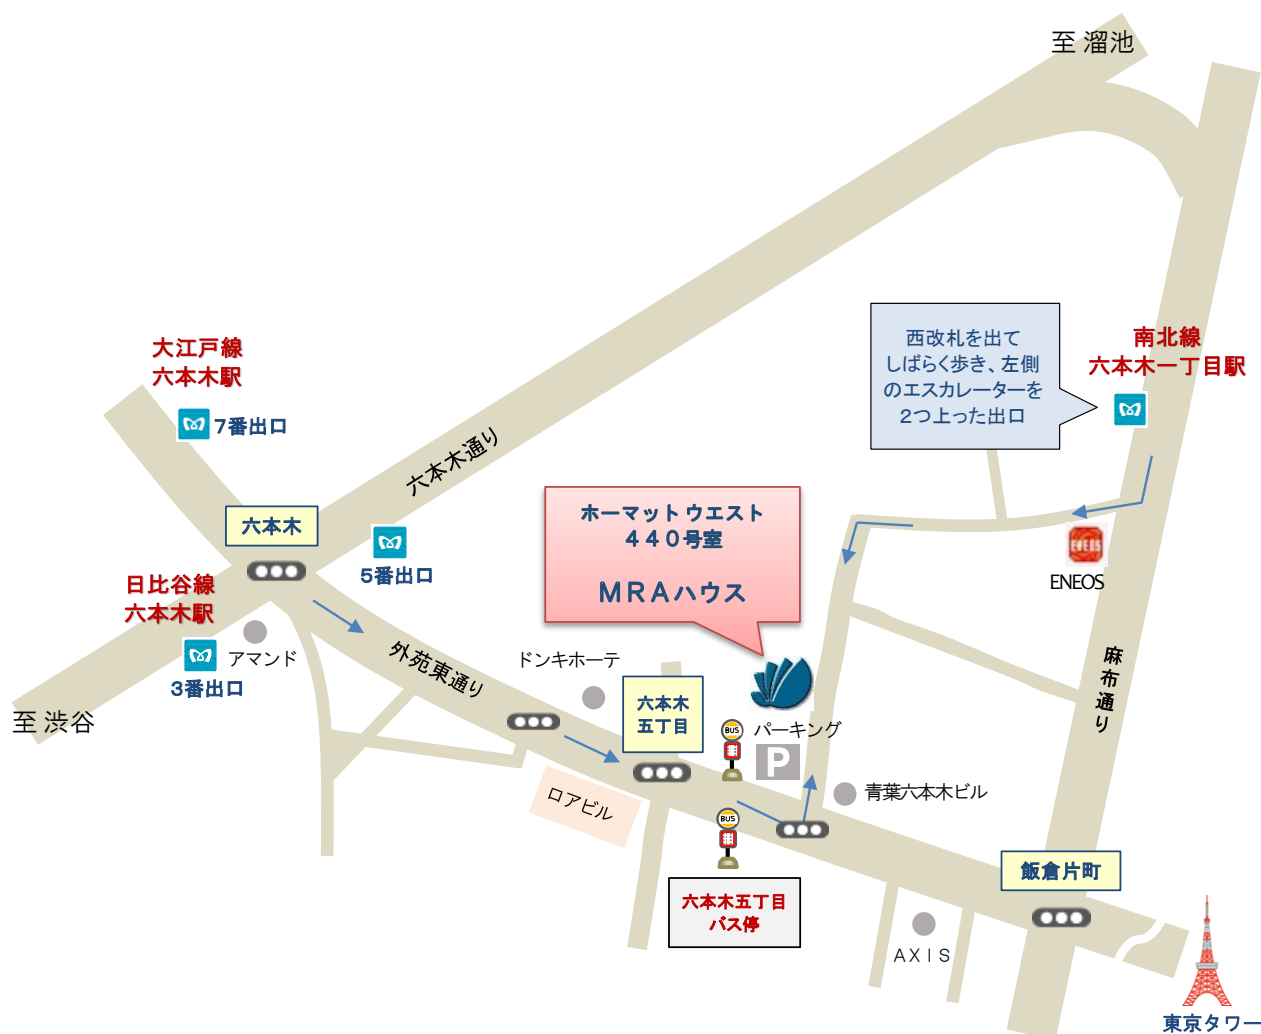 至 溜池
西改札を出て
しばらく歩き、左側
のエスカレーターを
2つ上った出口
南北線
六本木一丁目駅
大江戸線
六本木駅
7番出口
六本木通り
六本木
5番出口
ホーマット ウエスト
440号室
MRAハウス
ENEOS
ENEOS
日比谷線
六本木駅
アマンド
3番出口
外苑東通り
ドンキホーテ
麻布通り
至 渋谷
六本木
五丁目
BUS
パーキング
P
ロアビル
青葉六本木ビル
BUS
六本木五丁目
バス停
飯倉片町
AXIS
東京タワー